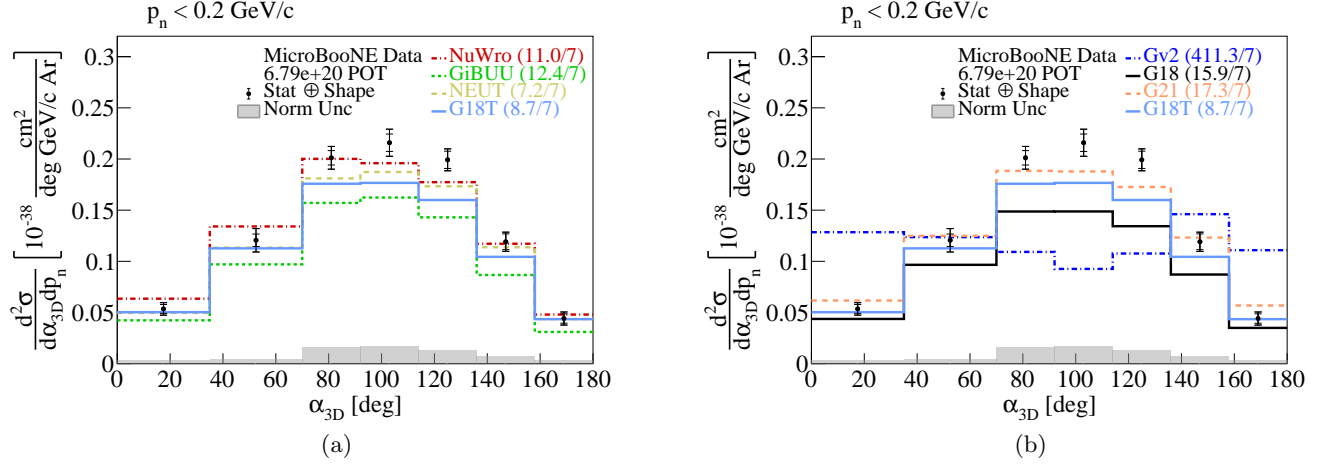 p_n < 0.2 GeV/c
MicroBooNE Data
6.79e+20 POT
Stat ⊕ Shape
Norm Unc
NuWro (11.0/7)
GiBUU (12.4/7)
NEUT (7.2/7)
G18T (8.7/7)
0.3
0.25
0.2
0.15
0.1
0.05
0
d²σ/dα_3D dp_n [10^-38 cm²/deg GeV/c Ar]
0 20 40 60 80 100 120 140 160 180
α_3D [deg]
(a)
p_n < 0.2 GeV/c
MicroBooNE Data
6.79e+20 POT
Stat ⊕ Shape
Norm Unc
Gv2 (411.3/7)
G18 (15.9/7)
G21 (17.3/7)
G18T (8.7/7)
0.3
0.25
0.2
0.15
0.1
0.05
0
d²σ/dα_3D dp_n [10^-38 cm²/deg GeV/c Ar]
0 20 40 60 80 100 120 140 160 180
α_3D [deg]
(b)